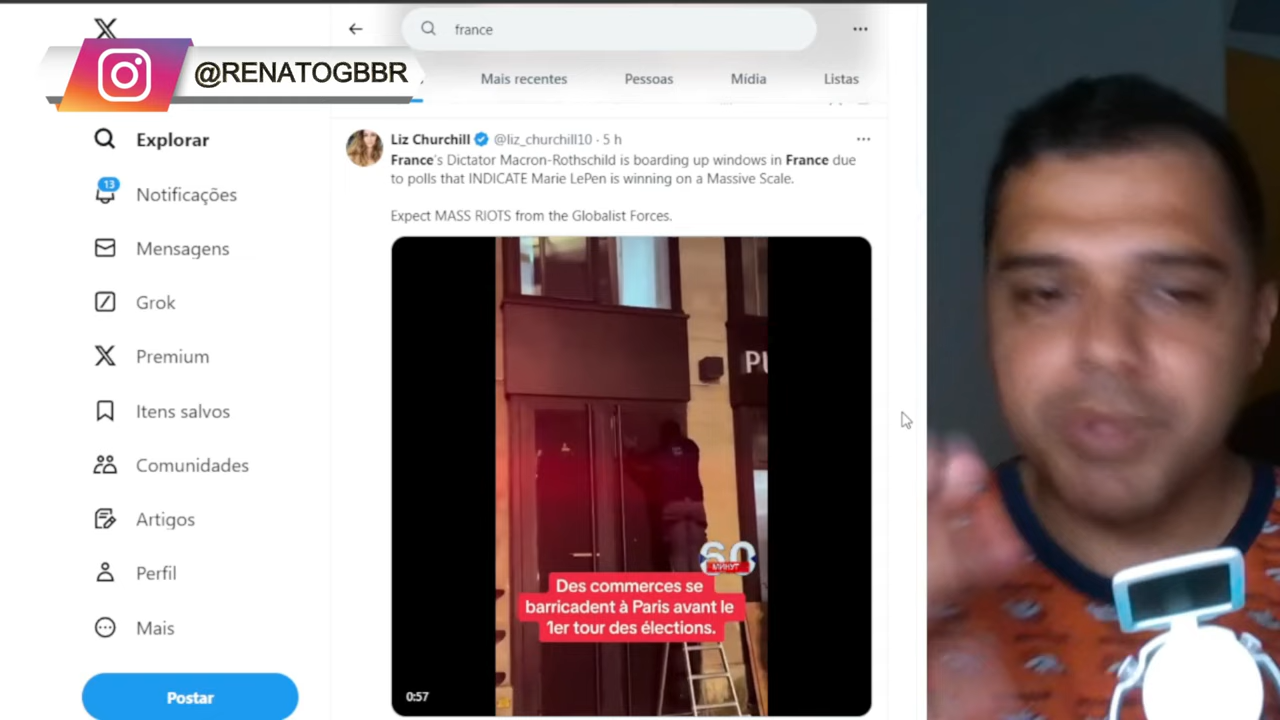 france
@RENATOGBBR
Mais recentes
Pessoas
Mídia
Listas
Explorar
13
Notificações
Mensagens
Grok
Premium
Itens salvos
Comunidades
Artigos
Perfil
Mais
Postar
Liz Churchill @liz_churchill10 · 5 h
France's Dictator Macron-Rothschild is boarding up windows in France due
to polls that INDICATE Marie LePen is winning on a Massive Scale.
Expect MASS RIOTS from the Globalist Forces.
60
МИНУТ
Des commerces se
barricadent à Paris avant le
1er tour des élections.
0:57